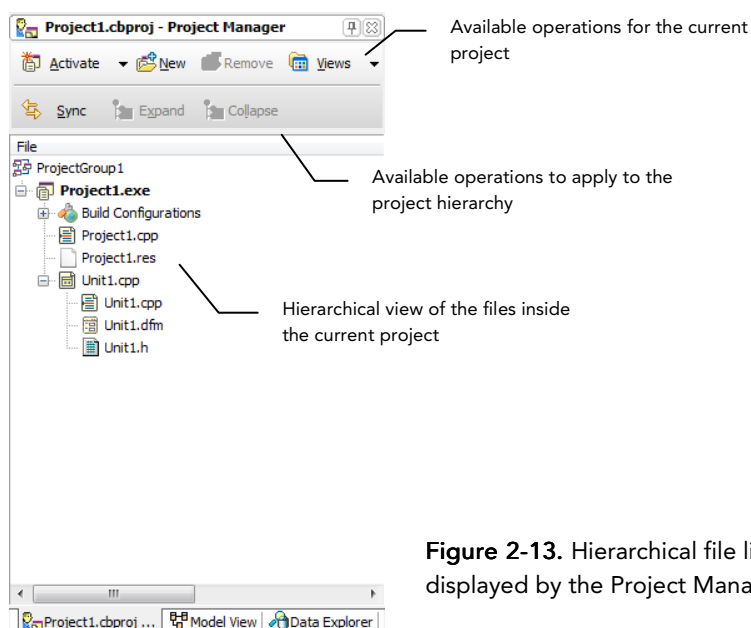 Project1.cbproj - Project Manager
Available operations for the current
project
Activate New Remove Views
Sync Expand Collapse
Available operations to apply to the
project hierarchy
File
ProjectGroup1
Project1.exe
Build Configurations
Project1.cpp
Project1.res
Unit1.cpp
Unit1.cpp
Unit1.dfm
Unit1.h
Hierarchical view of the files inside
the current project
Figure 2-13. Hierarchical file
displayed by the Project
Project1.cbproj ... Model View Data Explorer